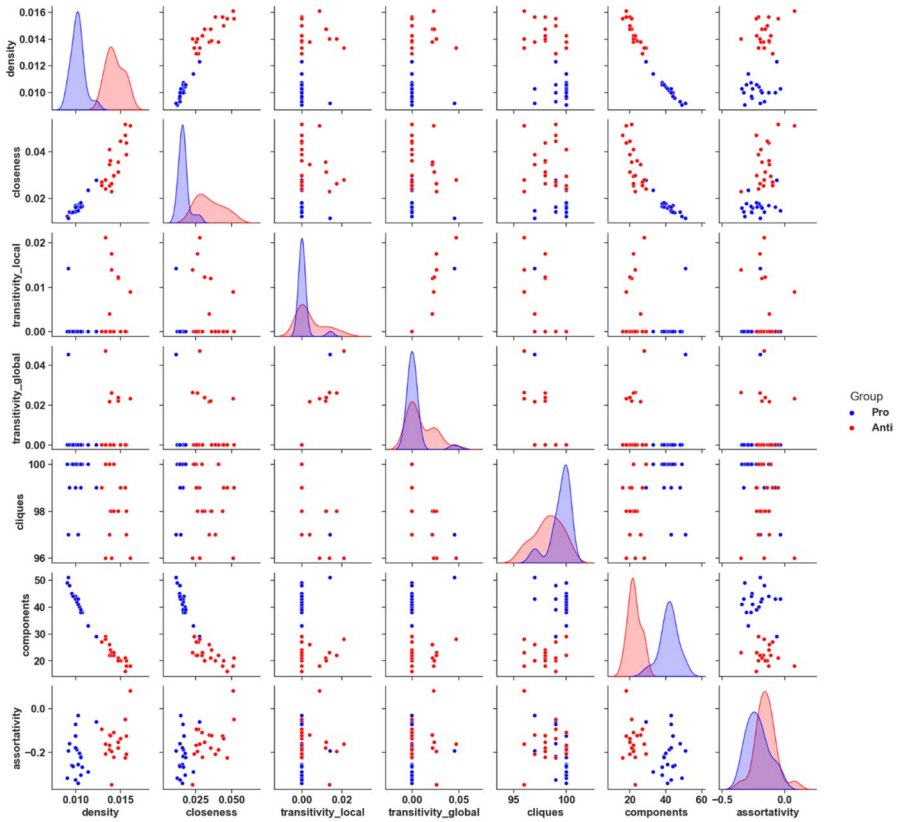 density
0.016
0.014
0.012
0.010
closeness
0.04
0.02
transitivity_local
0.02
0.01
0.00
transitivity_global
0.04
0.02
0.00
Group
Pro
Anti
cliques
100
98
96
components
50
40
30
20
assortativity
0.0
−0.2
0.010 0.015
density
0.025 0.050
closeness
0.00 0.02
transitivity_local
0.00 0.05
transitivity_global
95 100
cliques
20 40 60
components
−0.5 0.0
assortativity